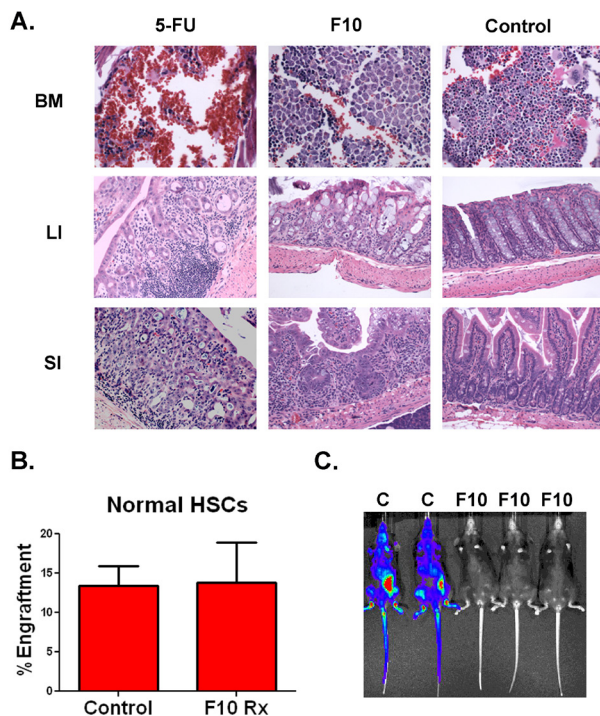 A.
5-FU F10 Control
BM
LI
SI
B.
Normal HSCs
% Engraftment
20
15
10
5
0
Control F10 Rx
C.
C C F10 F10 F10